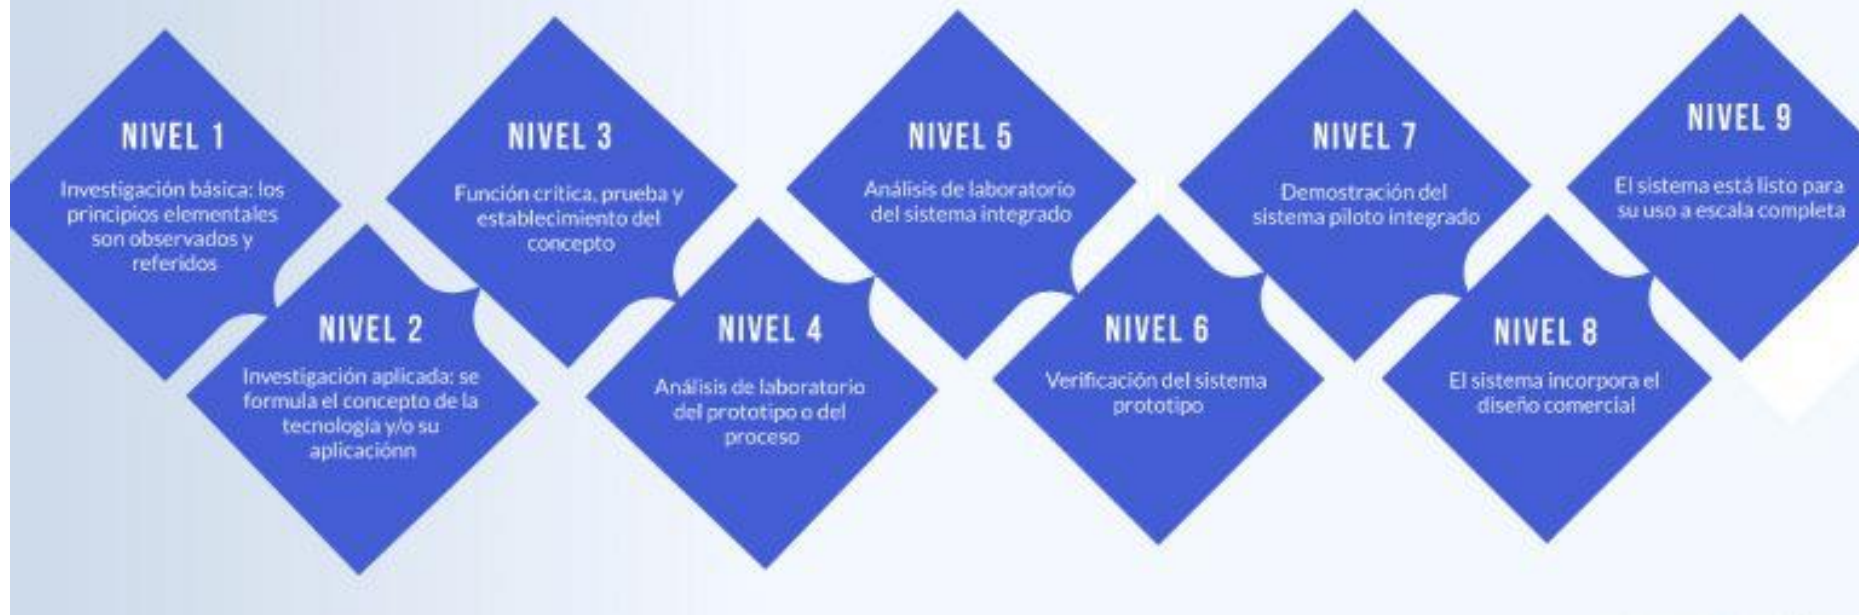 NIVEL 1
Investigación básica: los
principios elementales
son observados y
referidos
NIVEL 2
Investigación aplicada: se
formula el concepto de la
tecnología y/o su
aplicaciónn
NIVEL 3
Función crítica, prueba y
establecimiento del
concepto
NIVEL 4
Análisis de laboratorio
del prototipo o del
proceso
NIVEL 5
Análisis de laboratorio
del sistema integrado
NIVEL 6
Verificación del sistema
prototipo
NIVEL 7
Demostración del
sistema piloto integrado
NIVEL 8
El sistema incorpora el
diseño comercial
NIVEL 9
El sistema está listo para
su uso a escala completa